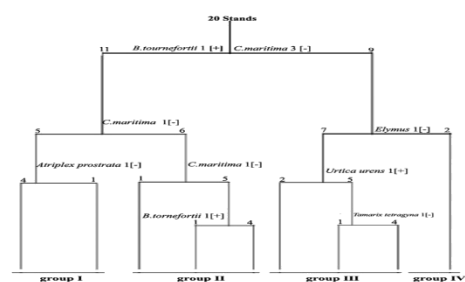 20 Stands
11 B.tournefortii 1 [+] C.maritima 3 [-] 9
C.maritima 1[-] Elymus 1[-]
5 6 7 2
Atriplex prostrata 1[-] C.maritima 1[-] Urtica urens 1[+]
4 1 1 5 2 5
B.tornefortii 1[+] Tamarix tetragyna 1[-]
1 4 1 4
group I group II group III group IV